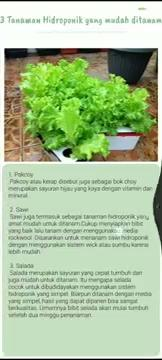 3 Tanaman Hidroponik yang mudah ditanam
1. Pakcoy
Pakcoy atau kerap disebut juga sebagai bok choy
merupakan sayuran hijau yang kaya dengan vitamin dan
mineral.
2. Sawi
Sawi juga termasuk sebagai tanaman hidroponik yang
amat mudah untuk ditanam.Cukup menyiapkan bibit
yang baik lalu tanam dengan menggunakan media
rockwool. Disarankan untuk menanam sawi hidroponik
dengan menggunakan sistem wick atau sumbu karena
lebih mudah.
3. Salada
Salada merupakan sayuran yang cepat tumbuh dan
juga mudah untuk ditanam. Itu mengapa salada
cocok untuk dibudidayakan menggunakan sistem
hidroponik yang simpel. Biarpun ditanam dengan media
yang simpel, hasil yang dapat dipanen bisa sangat
berkualitas. Umumnya bibit selada akan mulai tumbuh
setelah dua minggu penanaman.